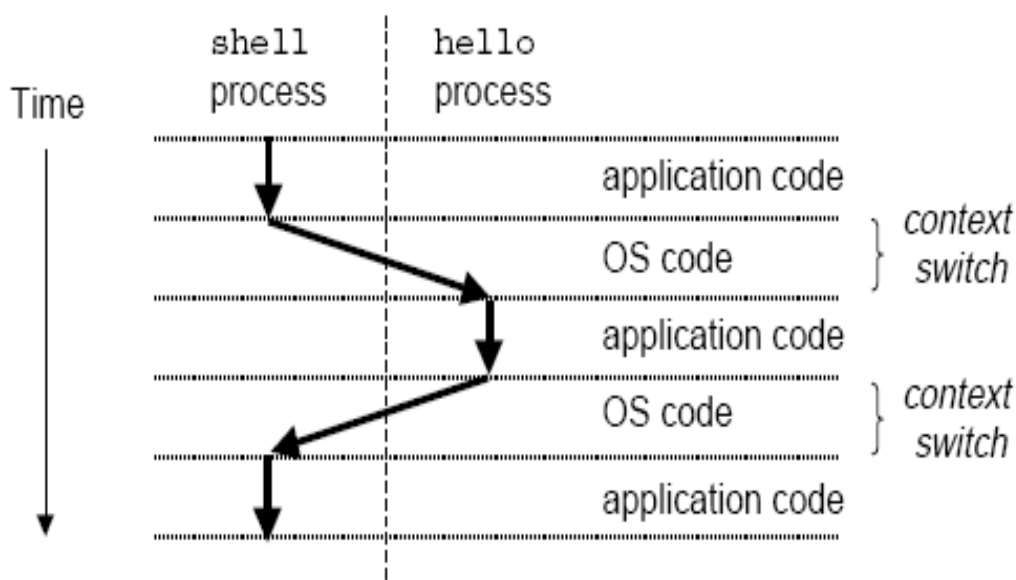 shell
process
hello
process
Time
application code
OS code
context
switch
application code
OS code
context
switch
application code